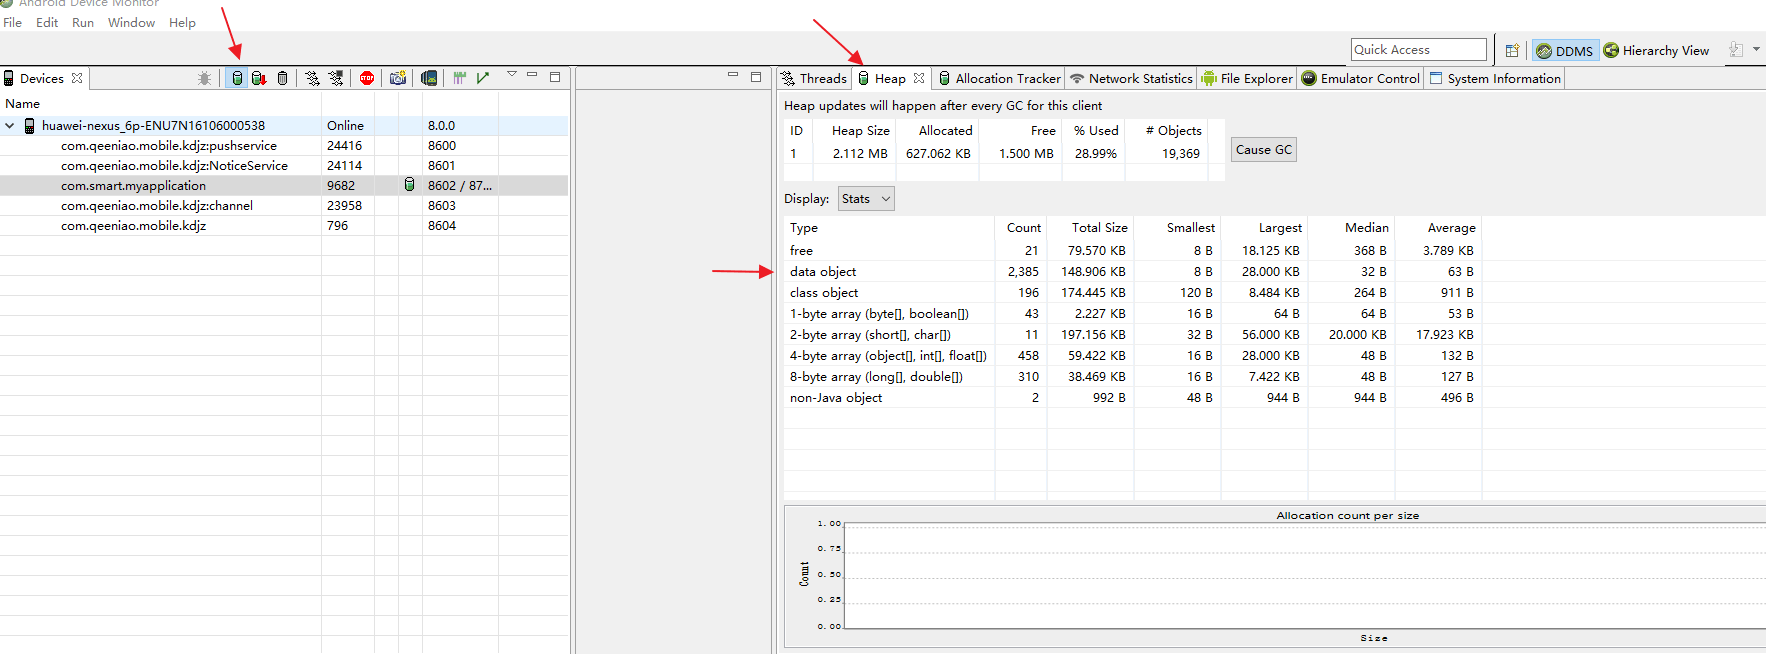 Android Device Monitor
File Edit Run Window Help
Quick Access
DDMS
Hierarchy View
Devices
Threads
Heap
Allocation Tracker
Network Statistics
File Explorer
Emulator Control
System Information
Name
huawei-nexus_6p-ENU7N16106000538 Online 8.0.0
com.qeeniao.mobile.kdjz:pushservice 24416 8600
com.qeeniao.mobile.kdjz:NoticeService 24114 8601
com.smart.myapplication 9682 8602 / 87...
com.qeeniao.mobile.kdjz:channel 23958 8603
com.qeeniao.mobile.kdjz 796 8604
Heap updates will happen after every GC for this client
ID Heap Size Allocated Free % Used # Objects
1 2.112 MB 627.062 KB 1.500 MB 28.99% 19,369
Cause GC
Display: Stats
Type Count Total Size Smallest Largest Median Average
free 21 79.570 KB 8 B 18.125 KB 368 B 3.789 KB
data object 2,385 148.906 KB 8 B 28.000 KB 32 B 63 B
class object 196 174.445 KB 120 B 8.484 KB 264 B 911 B
1-byte array (byte[], boolean[]) 43 2.227 KB 16 B 64 B 64 B 53 B
2-byte array (short[], char[]) 11 197.156 KB 32 B 56.000 KB 20.000 KB 17.923 KB
4-byte array (object[], int[], float[]) 458 59.422 KB 16 B 28.000 KB 48 B 132 B
8-byte array (long[], double[]) 310 38.469 KB 16 B 7.422 KB 48 B 127 B
non-Java object 2 992 B 48 B 944 B 944 B 496 B
Allocation count per size
1.00
0.75
0.50
0.25
0.00
Count
Size